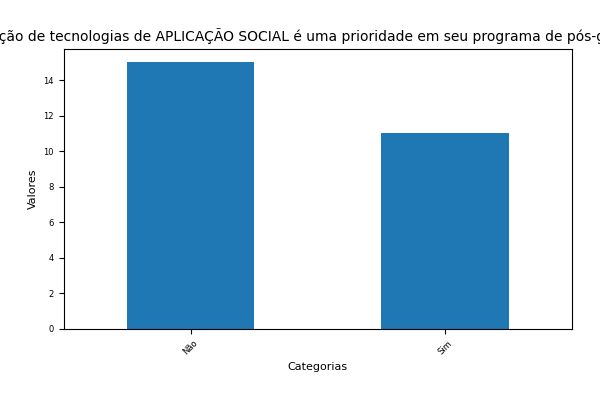 ção de tecnologias de APLICAÇÃO SOCIAL é uma prioridade em seu programa de pós-g
14
12
10
8
6
4
2
0
Valores
Não
Sim
Categorias